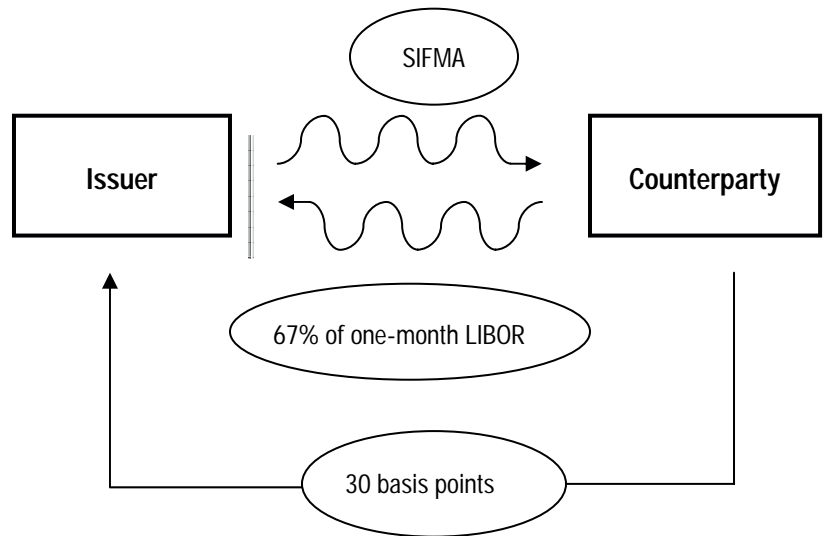 SIFMA
Issuer
Counterparty
67% of one-month LIBOR
30 basis points